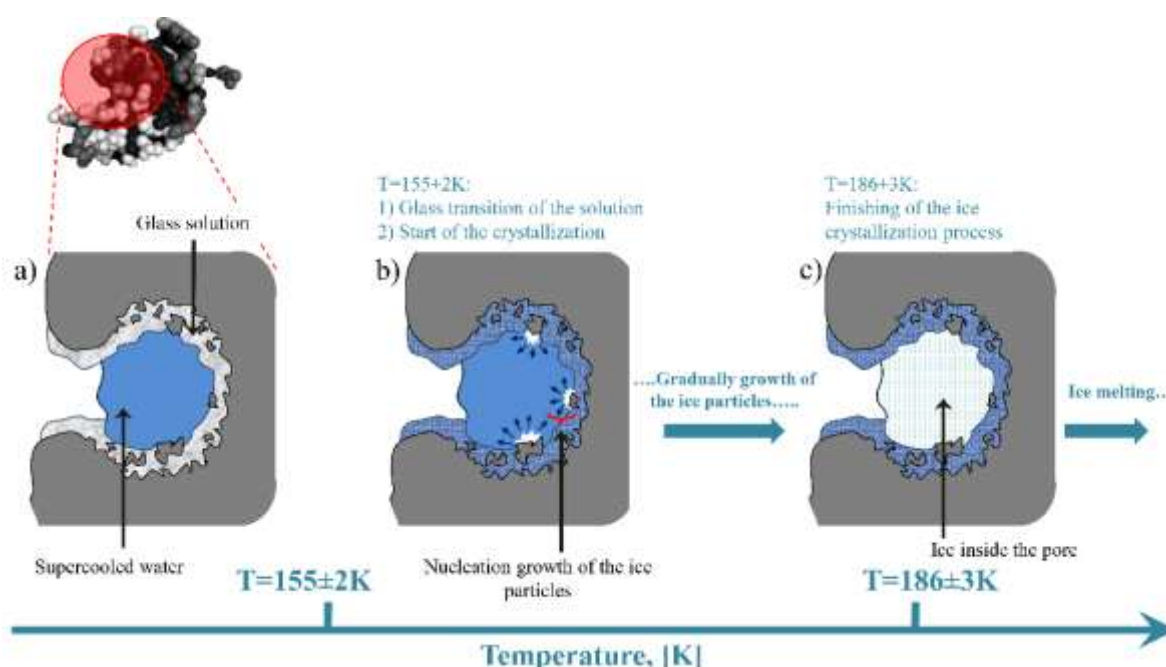 T=155+2K:
1) Glass transition of the solution
2) Start of the crystallization
T=186+3K:
Finishing of the ice
crystallization process
Glass solution
a)
b)
c)
....Gradually growth of
the ice particles.....
Ice melting...
Supercooled water
Nucleation growth of the ice
particles
Ice inside the pore
T=155±2K
T=186±3K
Temperature, [K]